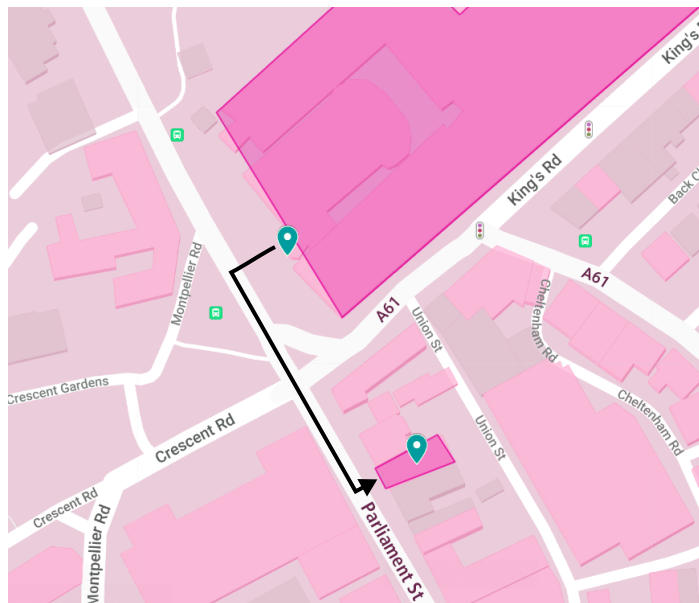 King's
King's Rd
Back C
A61
A61
Montpellier Rd
Union St
Cheltenham Rd
Crescent Gardens
Cheltenham Rd
Crescent Rd
Union St
Crescent Rd
Montpellier Rd
Parliament St